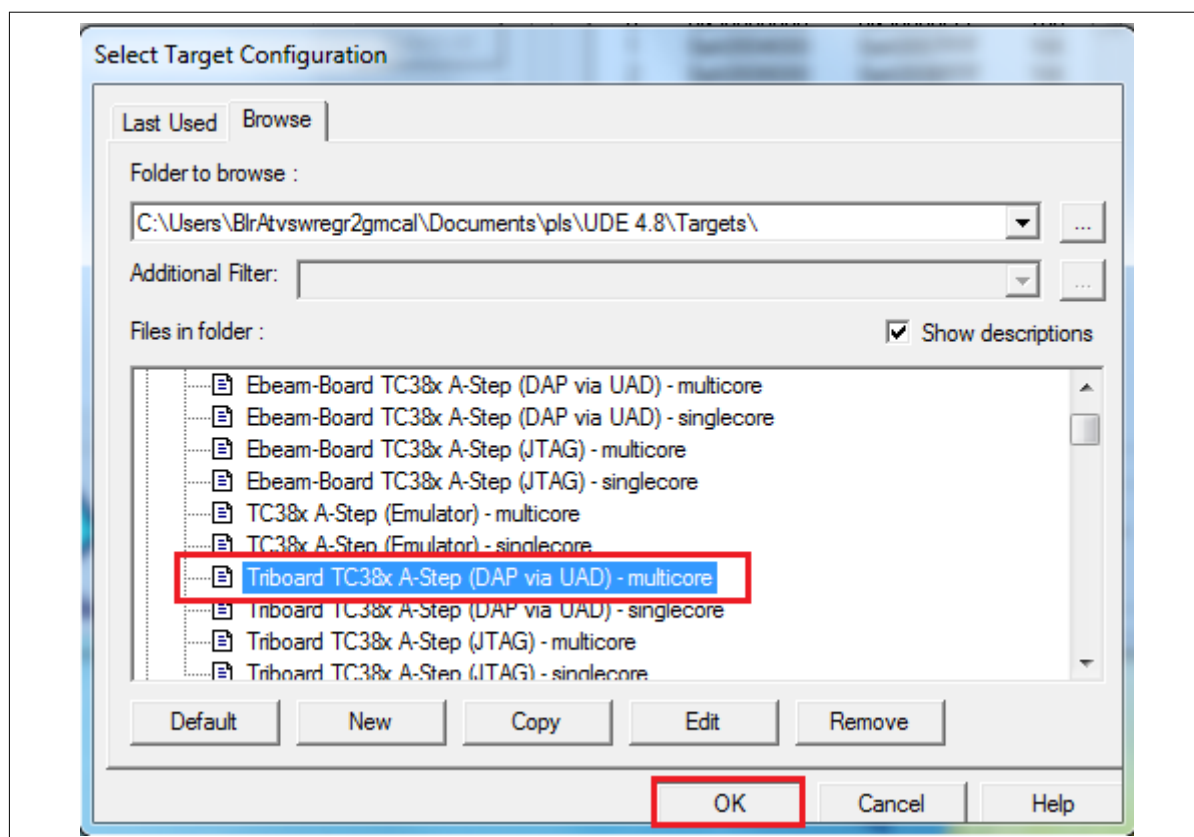 Select Target Configuration
Last Used Browse
Folder to browse :
C:\Users\BlrAtvswregr2gmcal\Documents\pls\UDE 4.8\Targets\ ...
Additional Filter: ...
Files in folder : Show descriptions
Ebeam-Board TC38x A-Step (DAP via UAD) - multicore
Ebeam-Board TC38x A-Step (DAP via UAD) - singlecore
Ebeam-Board TC38x A-Step (JTAG) - multicore
Ebeam-Board TC38x A-Step (JTAG) - singlecore
TC38x A-Step (Emulator) - multicore
TC38x A-Step (Emulator) - singlecore
Triboard TC38x A-Step (DAP via UAD) - multicore
Triboard TC38x A-Step (DAP via UAD) - singlecore
Triboard TC38x A-Step (JTAG) - multicore
Triboard TC38x A-Step (JTAG) - singlecore
Default New Copy Edit Remove
OK Cancel Help